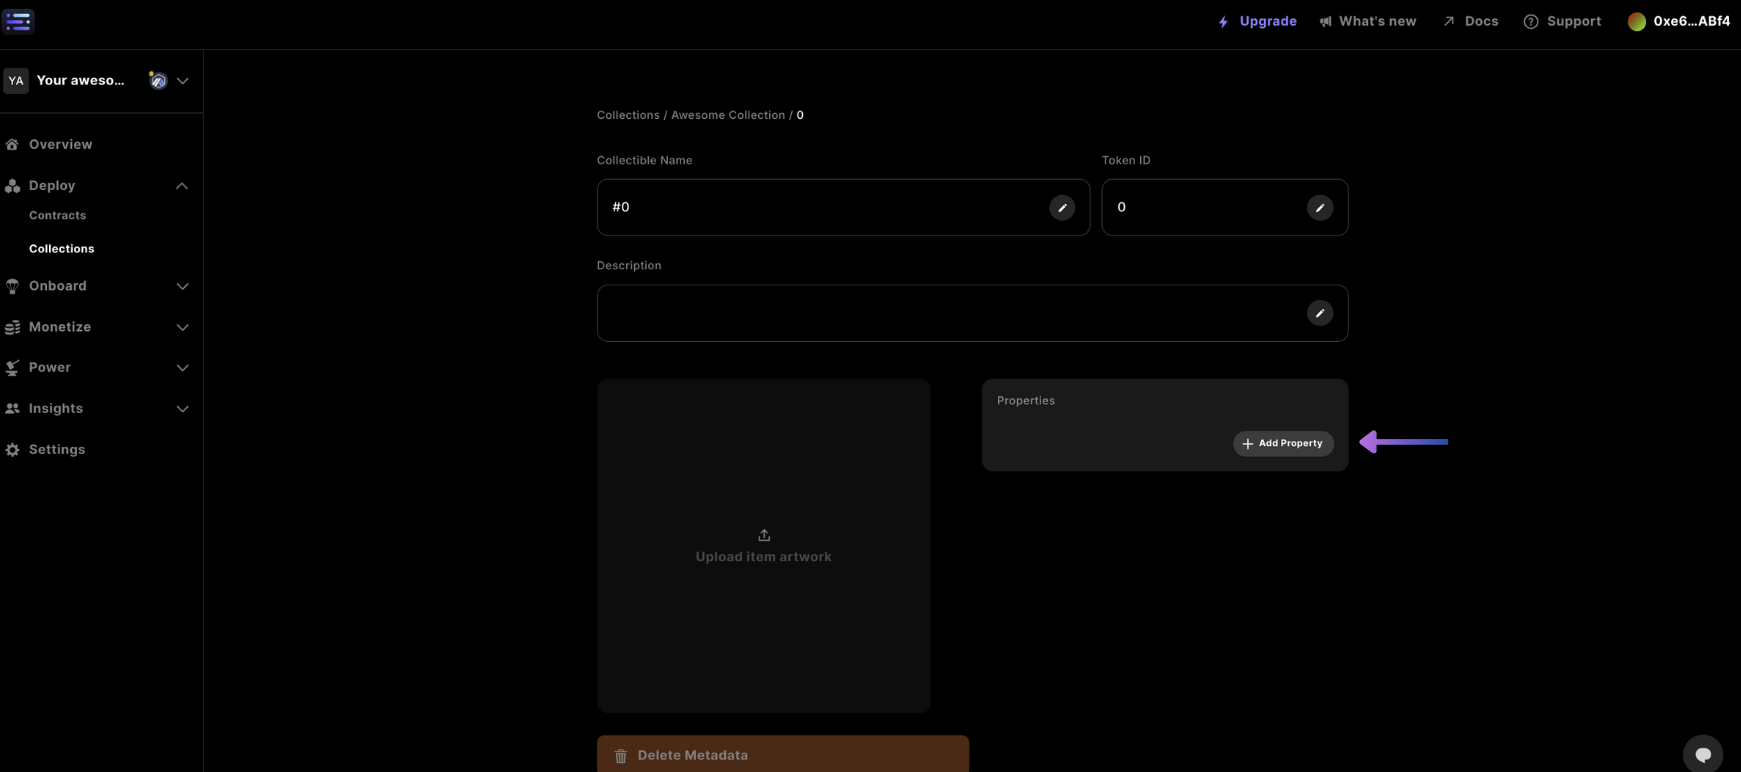 Upgrade
What's new
Docs
Support
0xe6...ABf4
YA
Your aweso...
Overview
Deploy
Contracts
Collections
Onboard
Monetize
Power
Insights
Settings
Collections / Awesome Collection / 0
Collectible Name
Token ID
#0
0
Description
Properties
Add Property
Upload item artwork
Delete Metadata